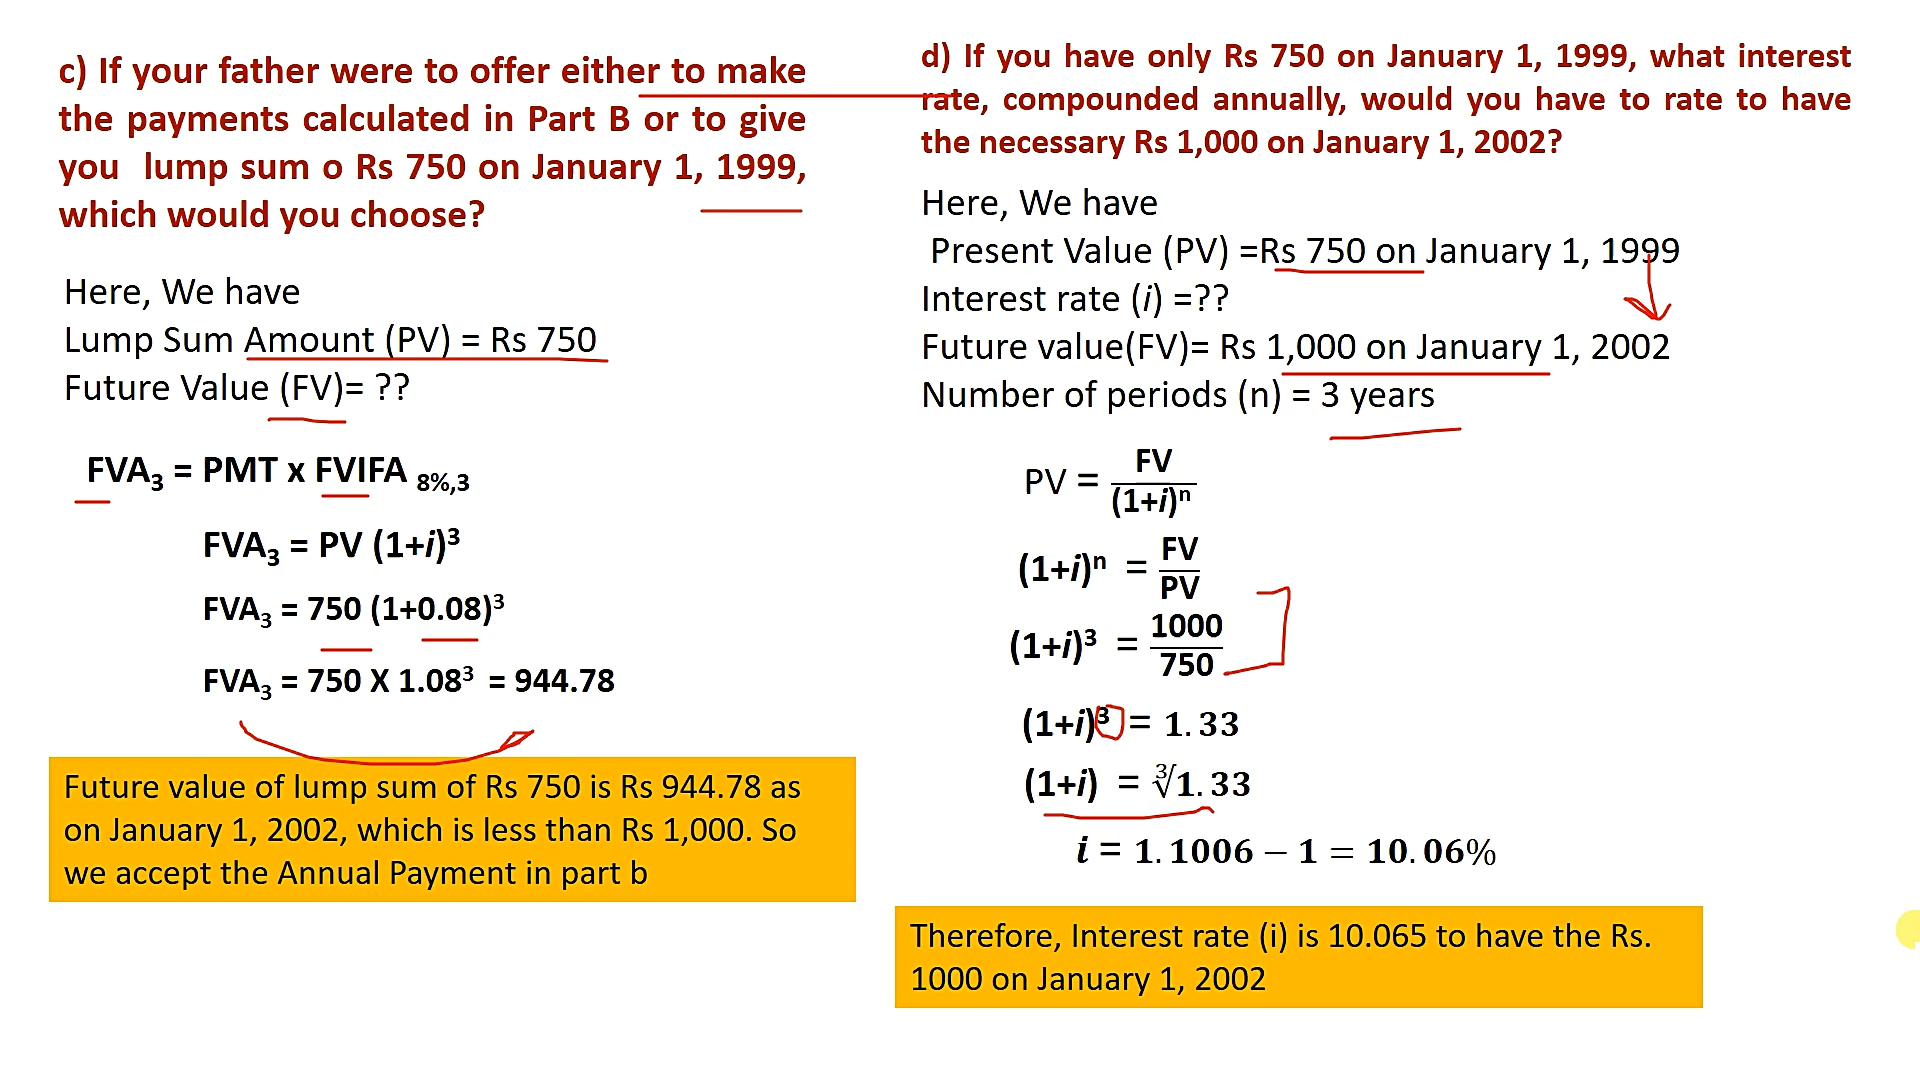 c) If your father were to offer either to make
the payments calculated in Part B or to give
you lump sum o Rs 750 on January 1, 1999,
which would you choose?
Here, We have
Lump Sum Amount (PV) = Rs 750
Future Value (FV)= ??
FVA₃ = PMT x FVIFA ₈%,₃
FVA₃ = PV (1+i)³
FVA₃ = 750 (1+0.08)³
FVA₃ = 750 X 1.08³ = 944.78
Future value of lump sum of Rs 750 is Rs 944.78 as
on January 1, 2002, which is less than Rs 1,000. So
we accept the Annual Payment in part b
d) If you have only Rs 750 on January 1, 1999, what interest
rate, compounded annually, would you have to rate to have
the necessary Rs 1,000 on January 1, 2002?
Here, We have
Present Value (PV) =Rs 750 on January 1, 1999
Interest rate (i) =??
Future value(FV)= Rs 1,000 on January 1, 2002
Number of periods (n) = 3 years
PV = FV/(1+i)ⁿ
(1+i)ⁿ = FV/PV
(1+i)³ = 1000/750
(1+i)³ = 1.33
(1+i) = ∛1.33
i = 1.1006 − 1 = 10.06%
Therefore, Interest rate (i) is 10.065 to have the Rs.
1000 on January 1, 2002